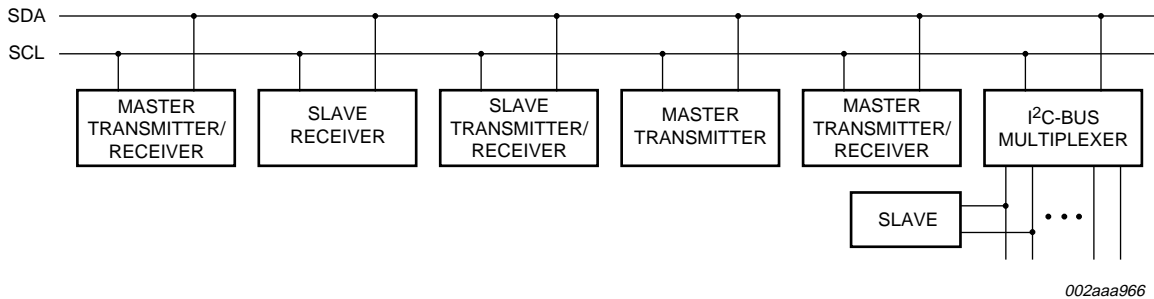 SDA
SCL
MASTER
TRANSMITTER/
RECEIVER
SLAVE
RECEIVER
SLAVE
TRANSMITTER/
RECEIVER
MASTER
TRANSMITTER
MASTER
TRANSMITTER/
RECEIVER
I²C-BUS
MULTIPLEXER
SLAVE
002aaa966